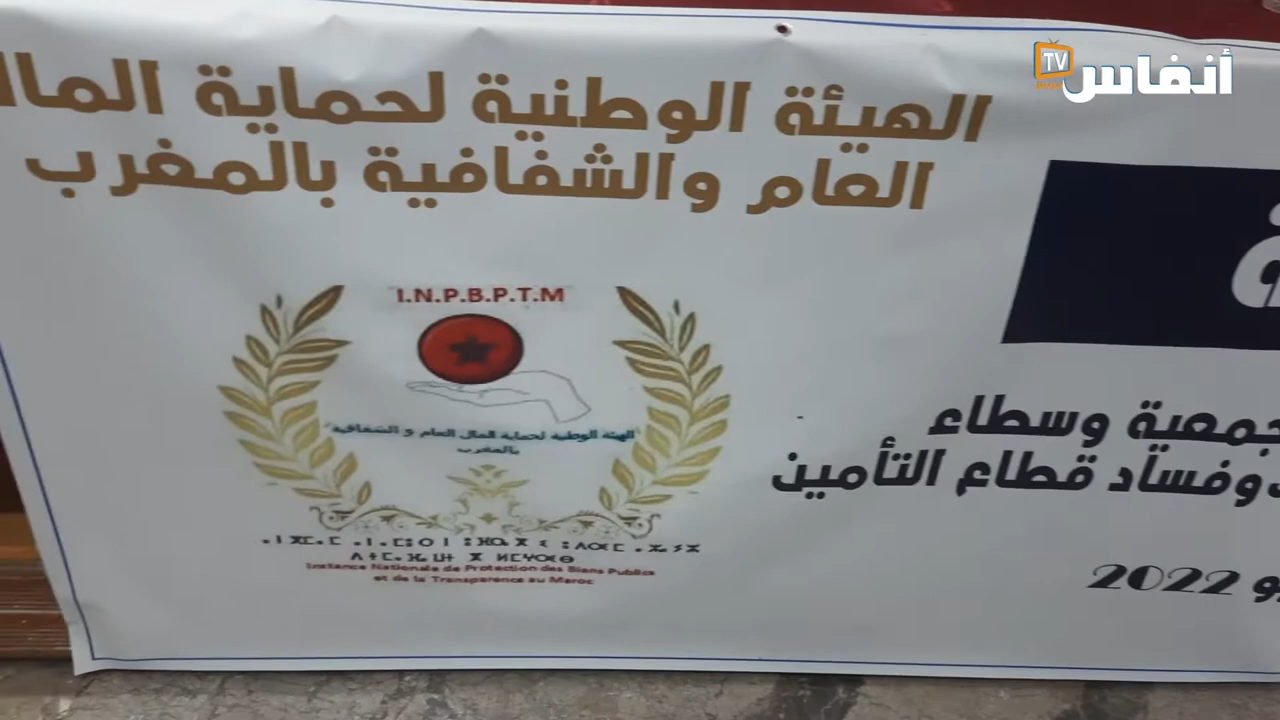 أنفاس
TV
الهيئة الوطنية لحماية المال
العام والشفافية بالمغرب
I.N.P.B.P.T.M
الهيئة الوطنية لحماية المال العام و الشفافية
بالمغرب
Instance Nationale de Protection des Biens Publics
et de la Transparence au Maroc
جمعية وسطاء
وفساد قطاع التأمين
2022